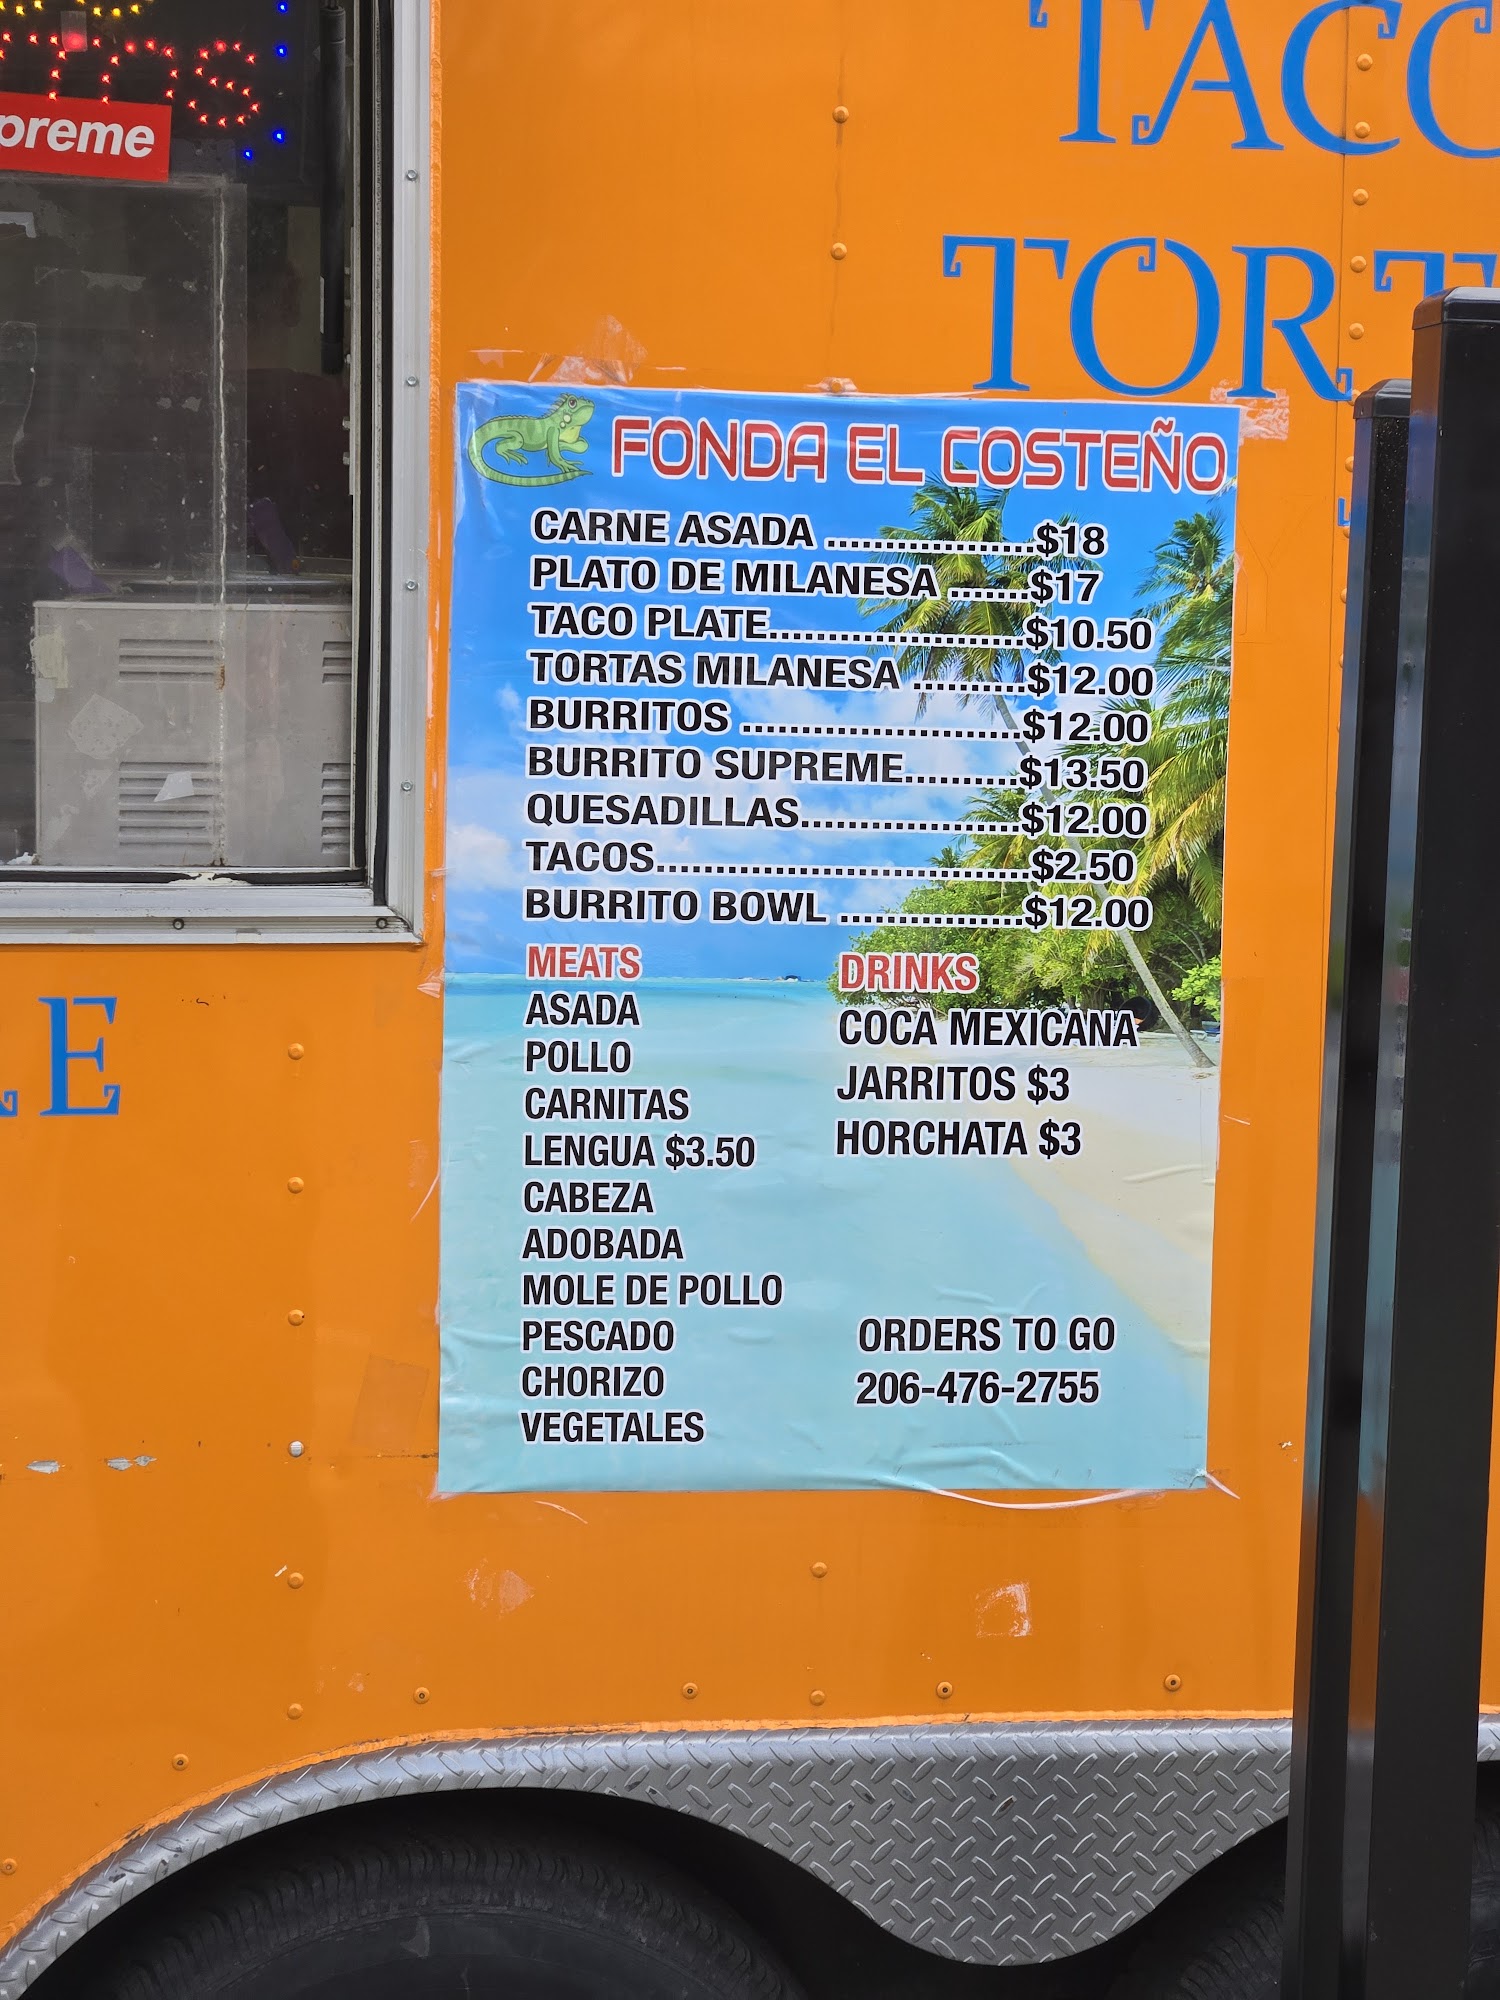 preme
TACO
TORT
FONDA EL COSTEÑO
CARNE ASADA ..................$18
PLATO DE MILANESA .......$17
TACO PLATE......................$10.50
TORTAS MILANESA ..........$12.00
BURRITOS ........................$12.00
BURRITO SUPREME..........$13.50
QUESADILLAS...................$12.00
TACOS................................$2.50
BURRITO BOWL ................$12.00
MEATS
ASADA
POLLO
CARNITAS
LENGUA $3.50
CABEZA
ADOBADA
MOLE DE POLLO
PESCADO
CHORIZO
VEGETALES
DRINKS
COCA MEXICANA
JARRITOS $3
HORCHATA $3
ORDERS TO GO
206-476-2755
E